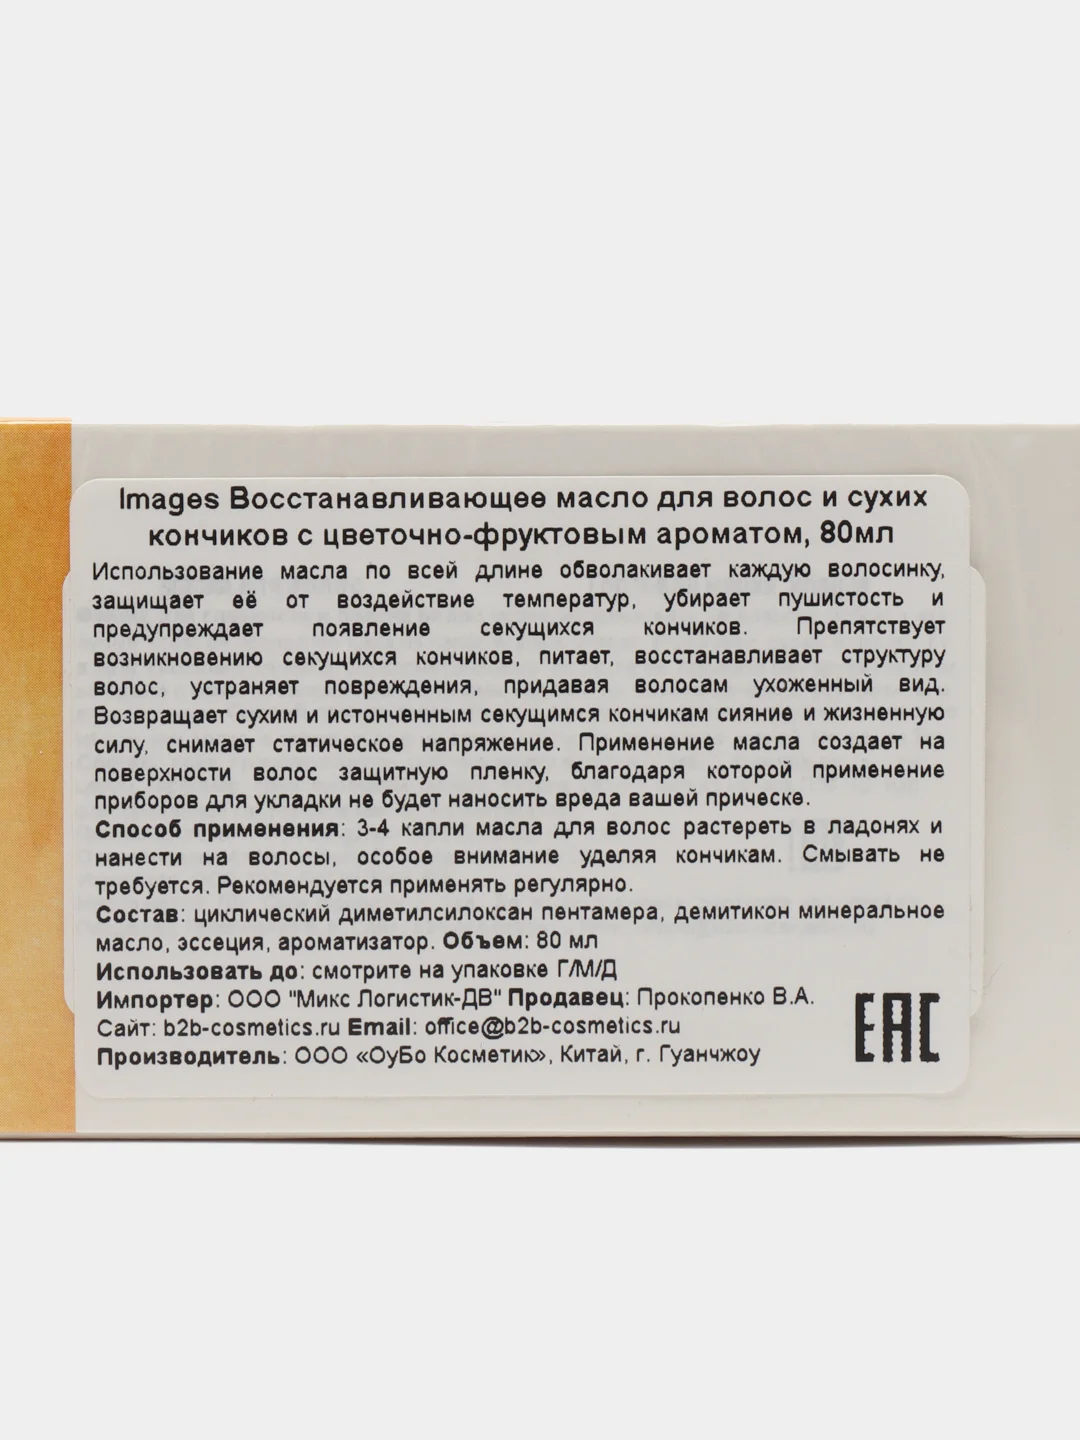 Images Восстанавливающее масло для волос и сухих
кончиков с цветочно-фруктовым ароматом, 80мл
Использование масла по всей длине обволакивает каждую волосинку,
защищает её от воздействие температур, убирает пушистость и
предупреждает появление секущихся кончиков. Препятствует
возникновению секущихся кончиков, питает, восстанавливает структуру
волос, устраняет повреждения, придавая волосам ухоженный вид.
Возвращает сухим и истонченным секущимся кончикам сияние и жизненную
силу, снимает статическое напряжение. Применение масла создает на
поверхности волос защитную пленку, благодаря которой применение
приборов для укладки не будет наносить вреда вашей прическе.
Способ применения: 3-4 капли масла для волос растереть в ладонях и
нанести на волосы, особое внимание уделяя кончикам. Смывать не
требуется. Рекомендуется применять регулярно.
Состав: циклический диметилсилоксан пентамера, демитикон минеральное
масло, эссеция, ароматизатор. Объем: 80 мл
Использовать до: смотрите на упаковке Г/М/Д
Импортер: ООО "Микс Логистик-ДВ" Продавец: Прокопенко В.А.
Сайт: b2b-cosmetics.ru Email: office@b2b-cosmetics.ru
Производитель: ООО «ОуБо Косметик», Китай, г. Гуанчжоу
EAC